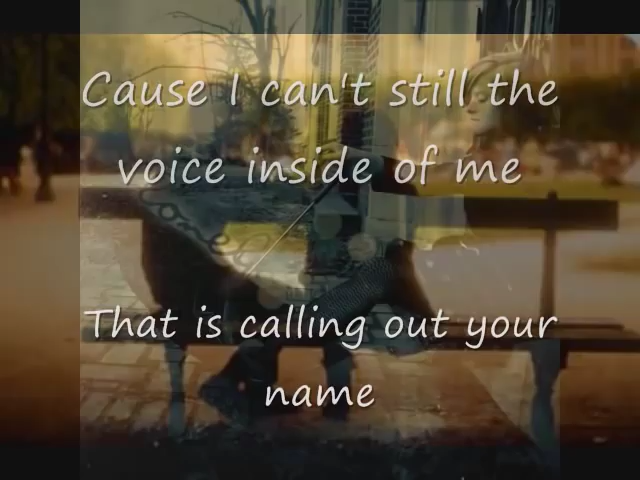 Cause I can't still the
voice inside of me
That is calling out your
name